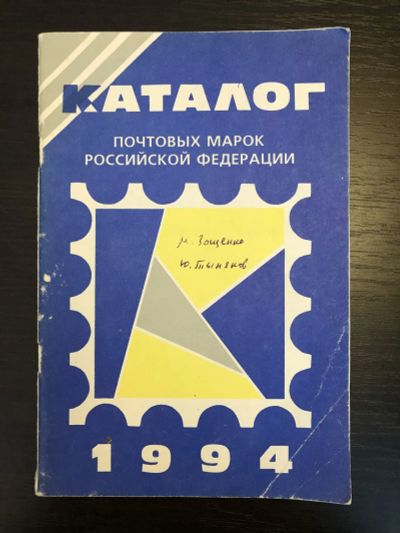 КАТАЛОГ
ПОЧТОВЫХ МАРОК
РОССИЙСКОЙ ФЕДЕРАЦИИ
М. Зощенко
Ю. Тынянов
1994